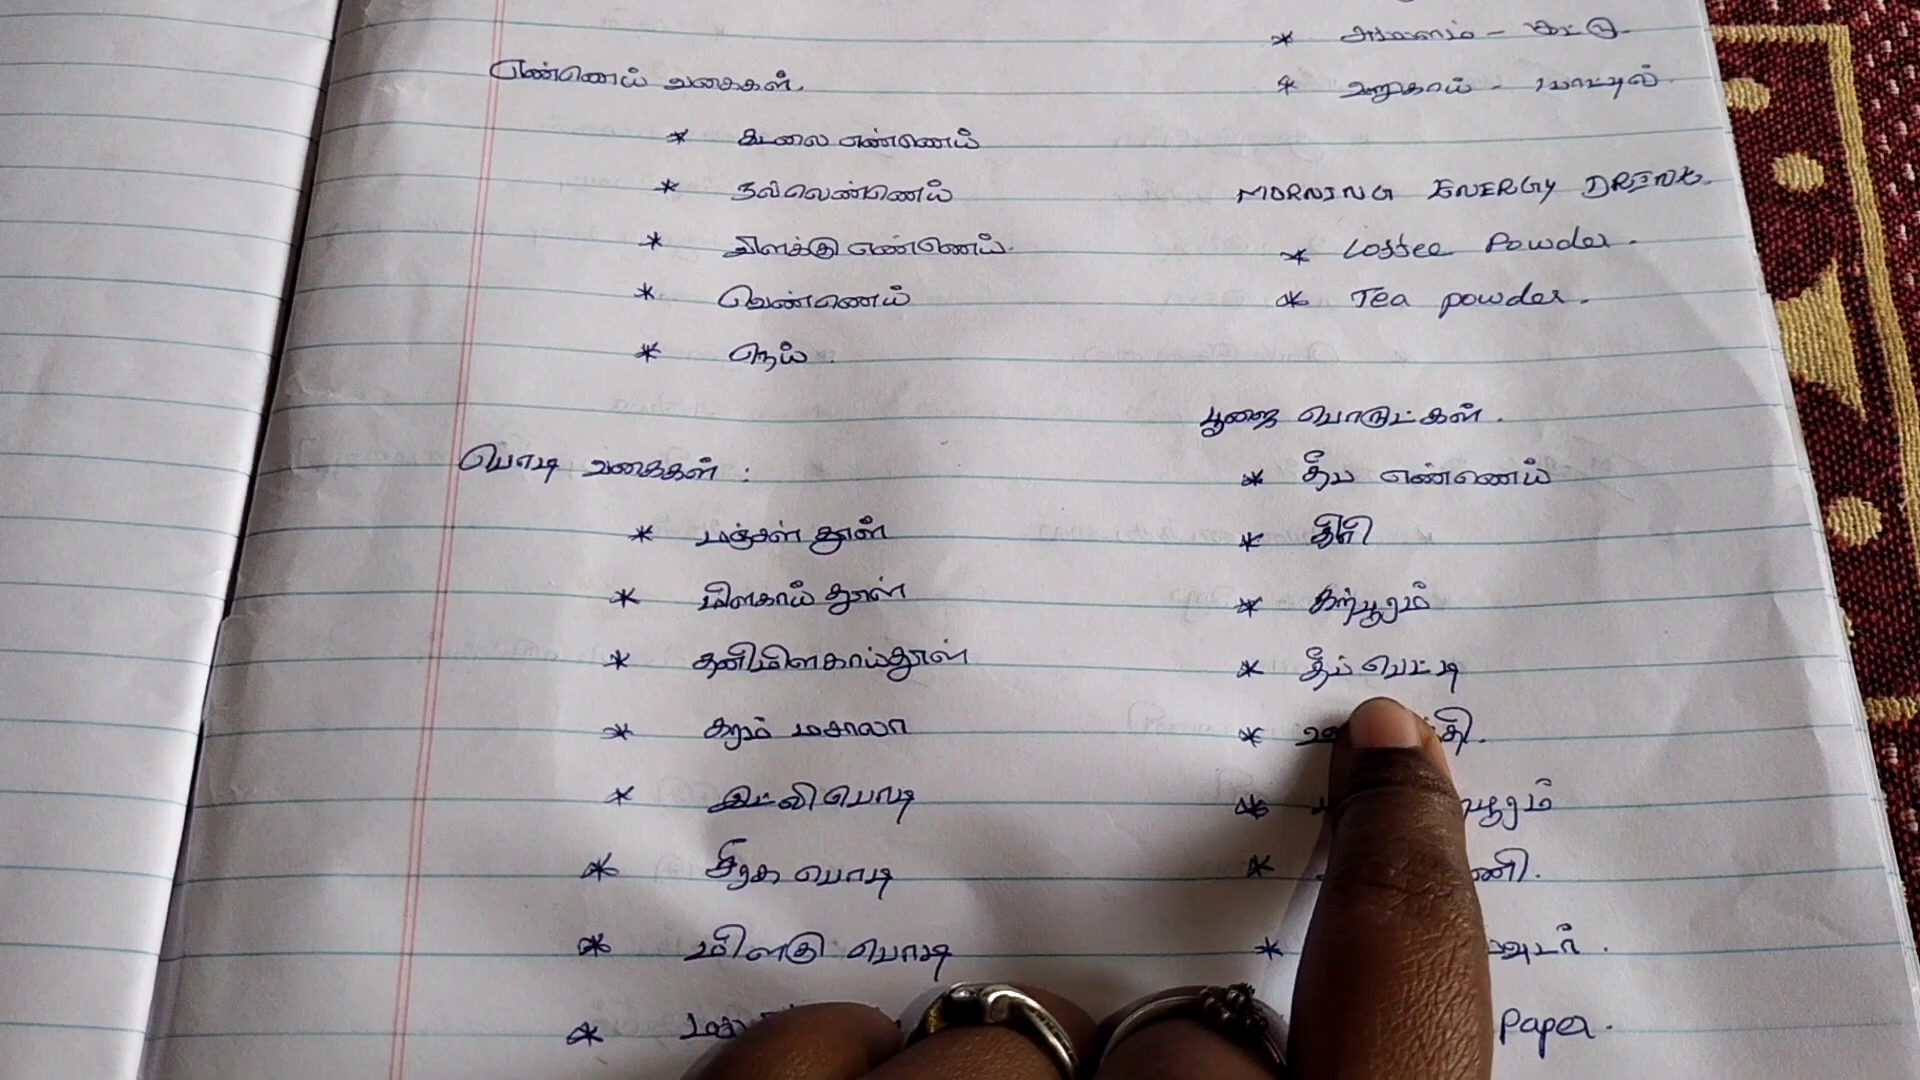 எண்ணெய் வகைகள்.
* கடலை எண்ணெய்
* நல்லெண்ணெய்
* விளக்கு எண்ணெய்.
* வெண்ணெய்
* நெய்.
பொடி வகைகள் :
* மஞ்சள் தூள்
* மிளகாய் தூள்
* தனிமிளகாய்தூள்
* கரம் மசாலா
* இட்லி பொடி
* சீரக பொடி
* மிளகு பொடி
*
* அப்பளம் - கட்டு.
* ஊறுகாய் - பாட்டில்.
MORNING ENERGY DRINK.
* Coffee Powder.
* Tea powder.
பூஜை பொருட்கள்.
* தீப எண்ணெய்
* திரி
* கற்பூரம்
* தீப்பெட்டி
*
*
*
*
Paper.